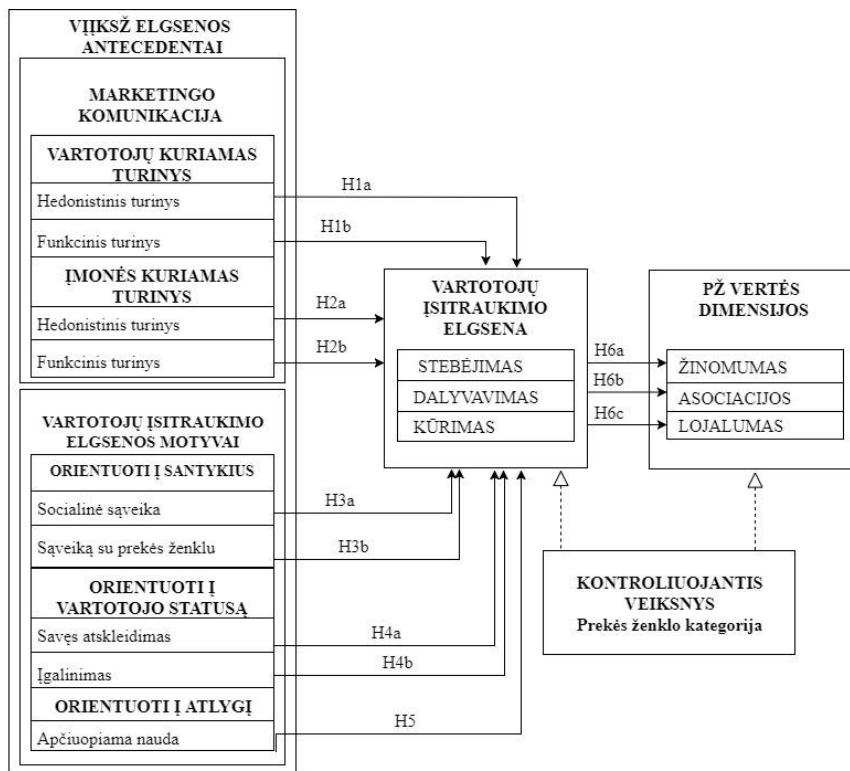 VĮĮKSŽ ELGSENOS
ANTECEDENTAI
MARKETINGO
KOMUNIKACIJA
VARTOTOJŲ KURIAMAS
TURINYS
Hedonistinis turinys
Funkcinis turinys
ĮMONĖS KURIAMAS
TURINYS
Hedonistinis turinys
Funkcinis turinys
VARTOTOJŲ ĮSITRAUKIMO
ELGSENOS MOTYVAI
ORIENTUOTI Į SANTYKIUS
Socialinė sąveika
Sąveiką su prekės ženklu
ORIENTUOTI Į
VARTOTOJO STATUSĄ
Savęs atskleidimas
Įgalinimas
ORIENTUOTI Į ATLYGĮ
Apčiuopiama nauda
H1a
H1b
H2a
H2b
H3a
H3b
H4a
H4b
H5
VARTOTOJŲ
ĮSITRAUKIMO
ELGSENA
STEBĖJIMAS
DALYVAVIMAS
KŪRIMAS
H6a
H6b
H6c
PŽ VERTĖS
DIMENSIJOS
ŽINOMUMAS
ASOCIACIJOS
LOJALUMAS
KONTROLIUOJANTIS
VEIKSNYS
Prekės ženklo kategorija